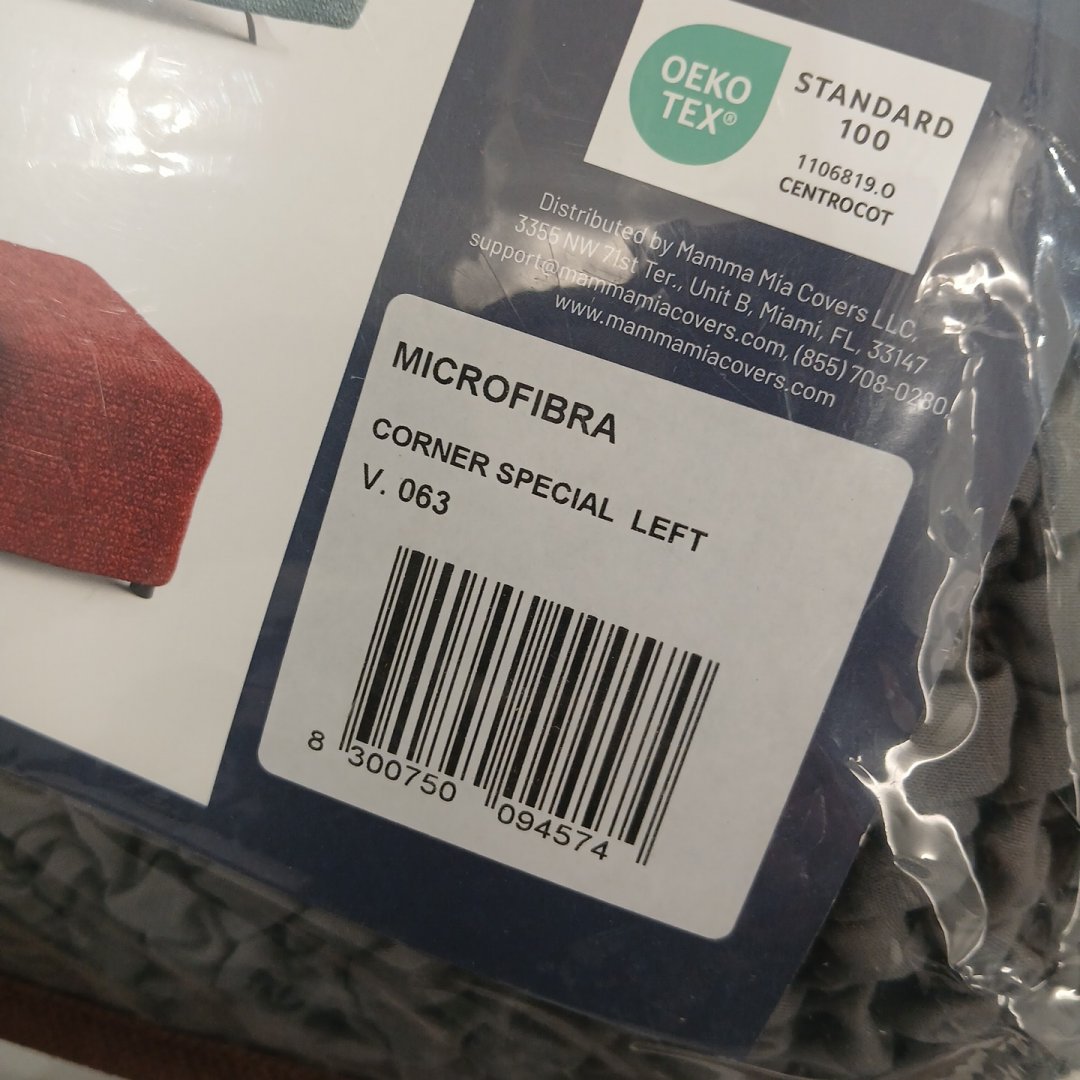 OEKO
TEX®
STANDARD
100
1106819.O
CENTROCOT
Distributed by Mamma Mia Covers LLC,
3355 NW 71st Ter., Unit B, Miami, FL, 33147
support@mammamiacovers.com, (855) 708-0280,
www.mammamiacovers.com
MICROFIBRA
CORNER SPECIAL LEFT
V. 063
8 300750 094574